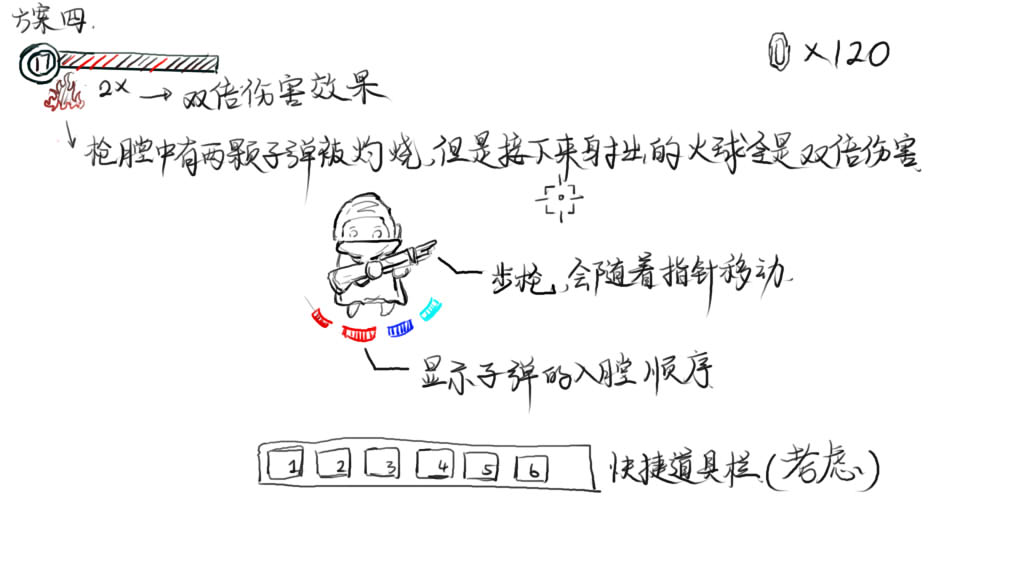 方案四.
17
0 ×120
2× → 双倍伤害效果
枪膛中有两颗子弹被灼烧,但是接下来射出的火球全是双倍伤害
步枪,会随着指针移动.
显示子弹的入膛顺序
1 2 3 4 5 6 快捷道具栏(考虑)